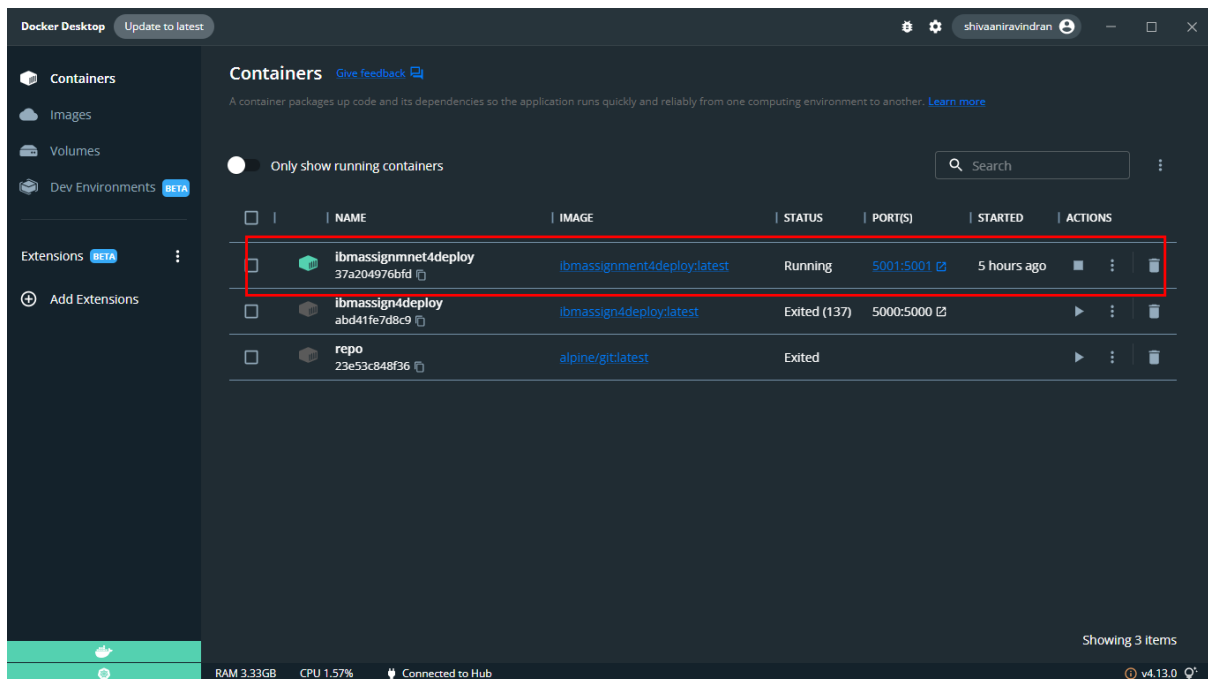 Docker Desktop Update to latest shivaaniravindran
Containers
Images
Volumes
Dev Environments BETA
Extensions BETA
Add Extensions
Containers Give feedback
A container packages up code and its dependencies so the application runs quickly and reliably from one computing environment to another. Learn more
Only show running containers Search
NAME IMAGE STATUS PORT(S) STARTED ACTIONS
ibmassignmnet4deploy
37a204976bfd ibmassignment4deploy:latest Running 5001:5001 5 hours ago
ibmassign4deploy
abd41fe7d8c9 ibmassign4deploy:latest Exited (137) 5000:5000
repo
23e53c848f36 alpine/git:latest Exited
Showing 3 items
RAM 3.33GB CPU 1.57% Connected to Hub v4.13.0